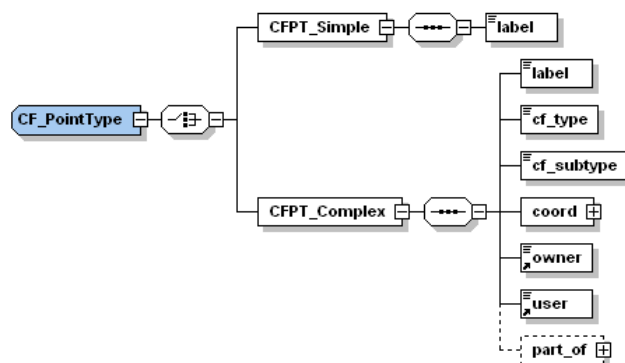 CF_PointType
CFPT_Simple
label
CFPT_Complex
label
cf_type
cf_subtype
coord
owner
user
part_of